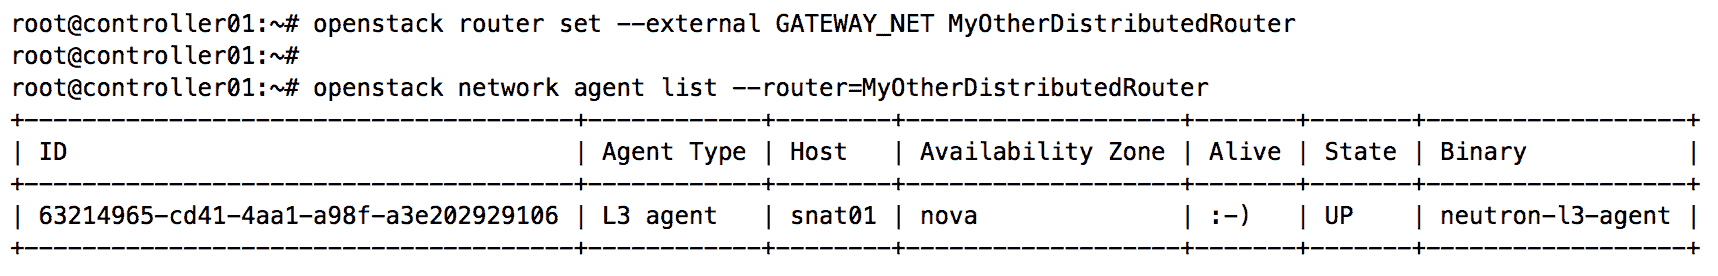 root@controller01:~# openstack router set --external GATEWAY_NET MyOtherDistributedRouter
root@controller01:~#
root@controller01:~# openstack network agent list --router=MyOtherDistributedRouter
+--------------------------------------+------------+--------+-------------------+-------+-------+------------------+
| ID                                   | Agent Type | Host   | Availability Zone | Alive | State | Binary           |
+--------------------------------------+------------+--------+-------------------+-------+-------+------------------+
| 63214965-cd41-4aa1-a98f-a3e202929106 | L3 agent   | snat01 | nova              | :-)   | UP    | neutron-l3-agent |
+--------------------------------------+------------+--------+-------------------+-------+-------+------------------+